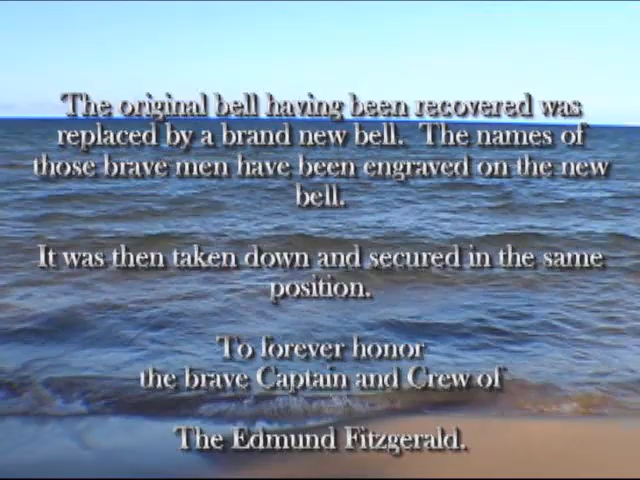 The original bell having been recovered was
replaced by a brand new bell. The names of
those brave men have been engraved on the new
bell.
It was then taken down and secured in the same
position.
To forever honor
the brave Captain and Crew of
The Edmund Fitzgerald.